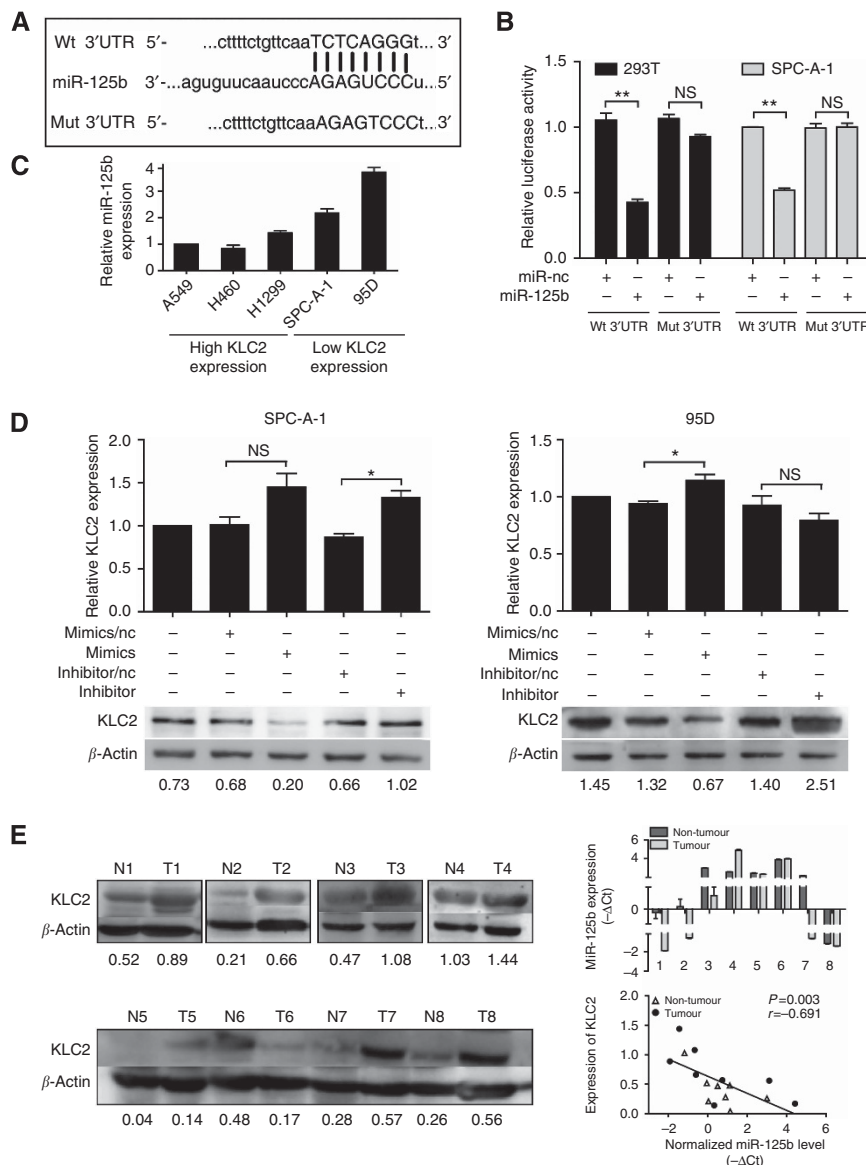 A
Wt 3′UTR 5′- ...cttttctgttcaaTCTCAGGGt... 3′
miR-125b 3′-...aguguucaaucccAGAGUCCCu...5′
Mut 3′UTR 5′- ...cttttctgttcaaAGAGTCCCt...3′
B
Relative luciferase activity
1.5
1.0
0.5
0.0
293T
SPC-A-1
** NS ** NS
miR-nc + – + – + – + –
miR-125b – + – + – + – +
Wt 3′UTR Mut 3′UTR Wt 3′UTR Mut 3′UTR
C
Relative miR-125b expression
4
3
2
1
0
A549 H460 H1299 SPC-A-1 95D
High KLC2 expression
Low KLC2 expression
D
SPC-A-1
Relative KLC2 expression
2.0
1.5
1.0
0.5
0.0
NS *
Mimics/nc – + – – –
Mimics – – + – –
Inhibitor/nc – – – + –
Inhibitor – – – – +
KLC2
β-Actin
0.73 0.68 0.20 0.66 1.02
95D
Relative KLC2 expression
1.5
1.0
0.5
0.0
* NS
Mimics/nc – + – – –
Mimics – – + – –
Inhibitor/nc – – – + –
Inhibitor – – – – +
KLC2
β-Actin
1.45 1.32 0.67 1.40 2.51
E
N1 T1 N2 T2 N3 T3 N4 T4
KLC2
β-Actin
0.52 0.89 0.21 0.66 0.47 1.08 1.03 1.44
N5 T5 N6 T6 N7 T7 N8 T8
KLC2
β-Actin
0.04 0.14 0.48 0.17 0.28 0.57 0.26 0.56
MiR-125b expression (–ΔCt)
6
4
2
0
–2
–4
Non-tumour
Tumour
1 2 3 4 5 6 7 8
Expression of KLC2
2.0
1.5
1.0
0.5
0.0
Non-tumour
Tumour
P=0.003
r=–0.691
–2 0 2 4 6
Normalized miR-125b level
(–ΔCt)